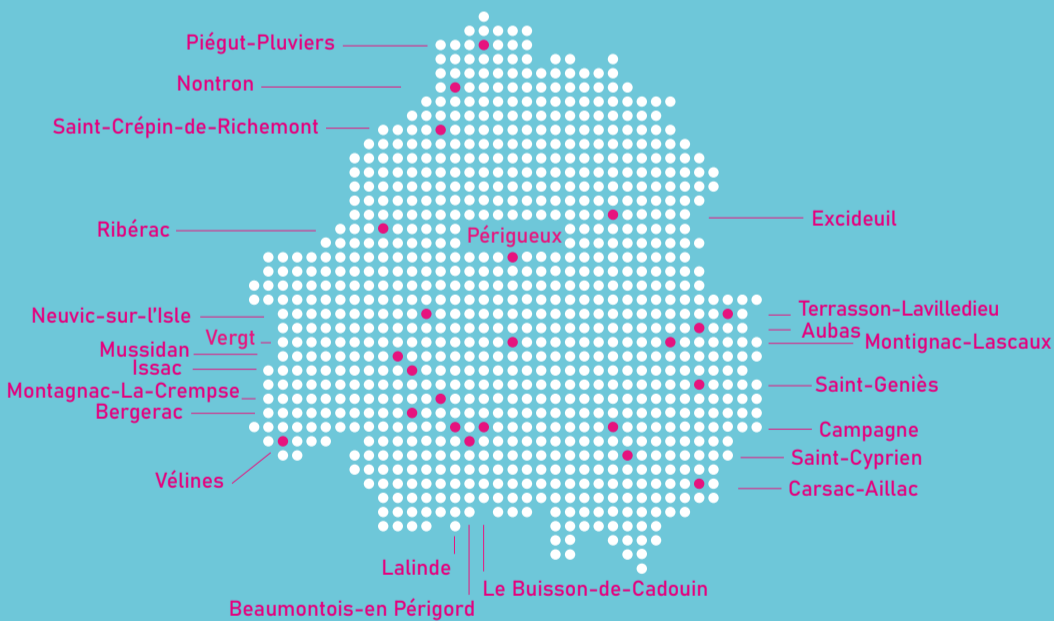 Piégut-Pluviers
Nontron
Saint-Crépin-de-Richemont
Ribérac
Excideuil
Périgueux
Neuvic-sur-l'Isle
Terrasson-Lavilledieu
Vergt
Aubas
Mussidan
Montignac-Lascaux
Issac
Montagnac-La-Crempse
Saint-Geniès
Bergerac
Campagne
Saint-Cyprien
Vélines
Carsac-Aillac
Lalinde
Le Buisson-de-Cadouin
Beaumontois-en Périgord